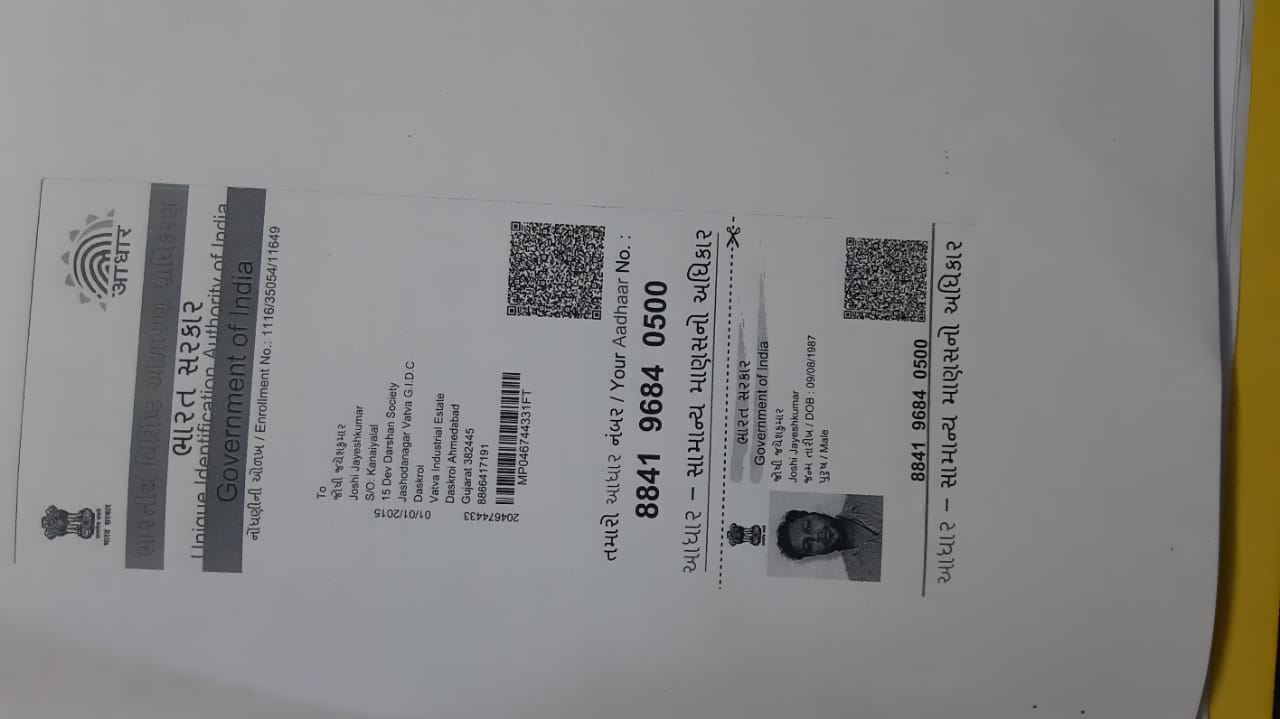 आधार
भारत सरकार
ભારતીય વિશિષ્ટ ઓળખાણ પ્રાધિકરણ
ભારત સરકાર
Unique Identification Authority of India
Government of India
નોંધણીની ઓળખ / Enrollment No.: 1116/35054/11649
To
જોષી જયેશકુમાર
Joshi Jayeshkumar
S/O: Kanaiyalal
15 Dev Darshan Society
Jashodanagar Vatva G.I.D.C
Daskroi
Vatva Industrial Estate
Daskroi Ahmedabad
Gujarat 382445
8866417191
01/01/2015
204674433
MP046744331FT
તમારો આધાર નંબર / Your Aadhaar No. :
8841 9684 0500
આધાર – સામાન્ય માણસનો અધિકાર
ભારત સરકાર
Government of India
જોષી જયેશકુમાર
Joshi Jayeshkumar
જન્મ તારીખ / DOB : 09/08/1987
પુરુષ / Male
8841 9684 0500
આધાર – સામાન્ય માણસનો અધિકાર